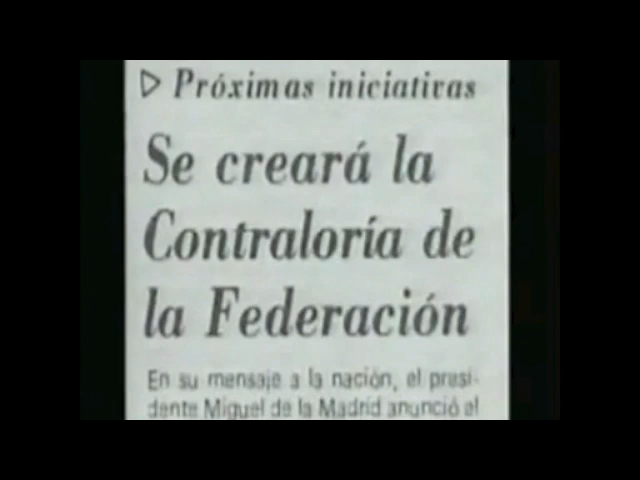 ▷ Próximas iniciativas
Se creará la
Contraloría de
la Federación
En su mensaje a la nación, el presi-
dente Miguel de la Madrid anunció el